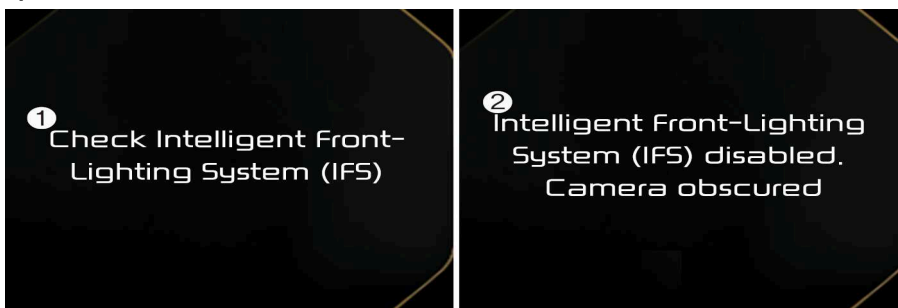 1
Check Intelligent Front-
Lighting System (IFS)
2
Intelligent Front-Lighting
System (IFS) disabled.
Camera obscured